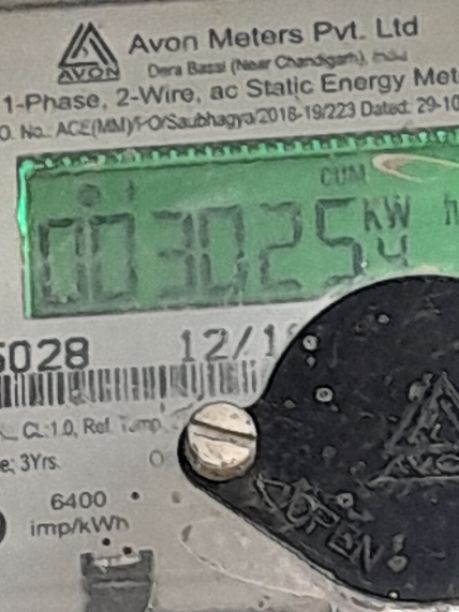 Avon Meters Pvt. Ltd
AVON
Dera Bassi (Near Chandigarh), India
1-Phase, 2-Wire, ac Static Energy Met
O. No. ACE(MM)/PO/Saubhagya/2018-19/223 Dated: 29-10
CUM
003025 kW h
5028 12/1
CL 1.0, Ref. Temp.
e; 3Yrs.
6400
imp/kWh
OPEN